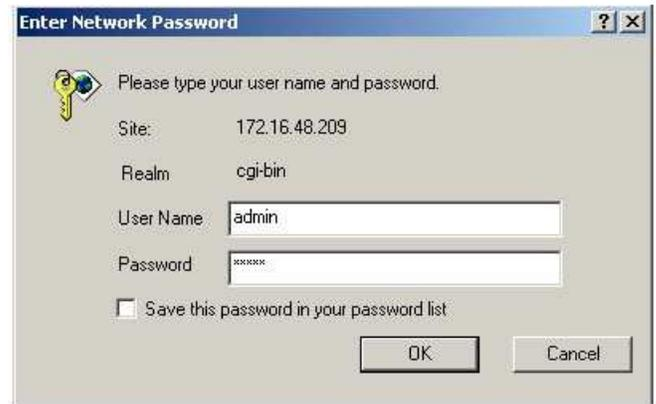 Enter Network Password
Please type your user name and password.
Site: 172.16.48.209
Realm cgi-bin
User Name admin
Password xxxxx
Save this password in your password list
OK Cancel